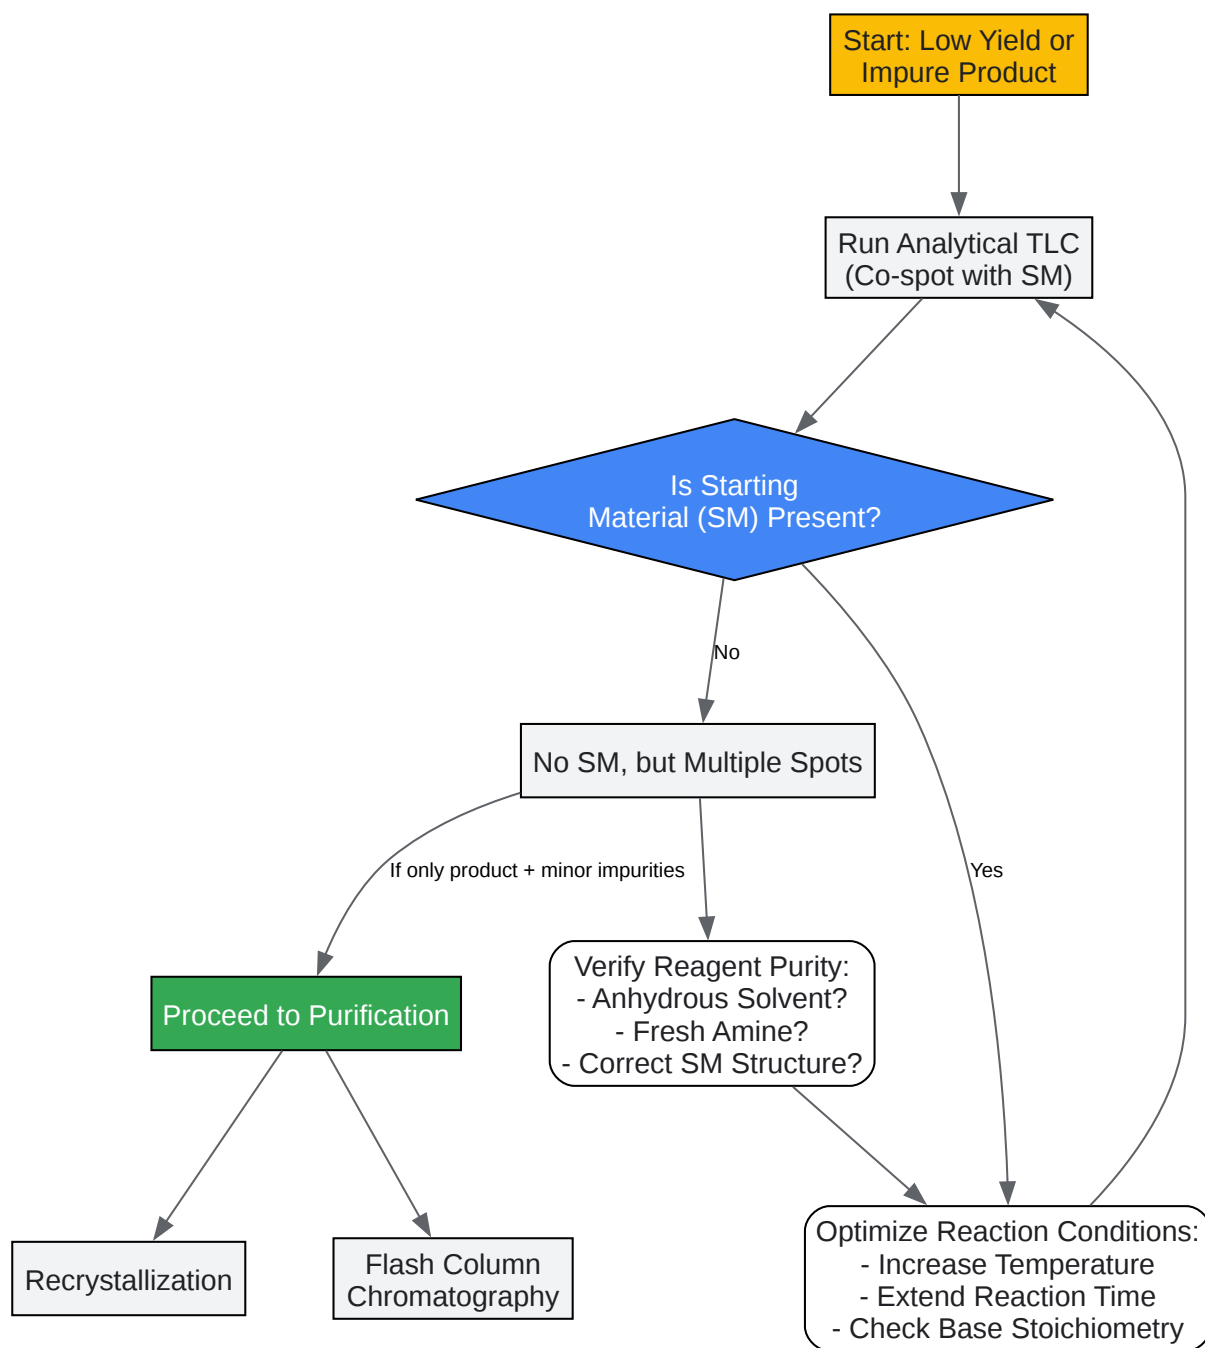 Start: Low Yield or
Impure Product
Run Analytical TLC
(Co-spot with SM)
Is Starting
Material (SM) Present?
No
No SM, but Multiple Spots
If only product + minor impurities
Yes
Verify Reagent Purity:
- Anhydrous Solvent?
- Fresh Amine?
- Correct SM Structure?
Proceed to Purification
Optimize Reaction Conditions:
- Increase Temperature
- Extend Reaction Time
- Check Base Stoichiometry
Recrystallization
Flash Column
Chromatography